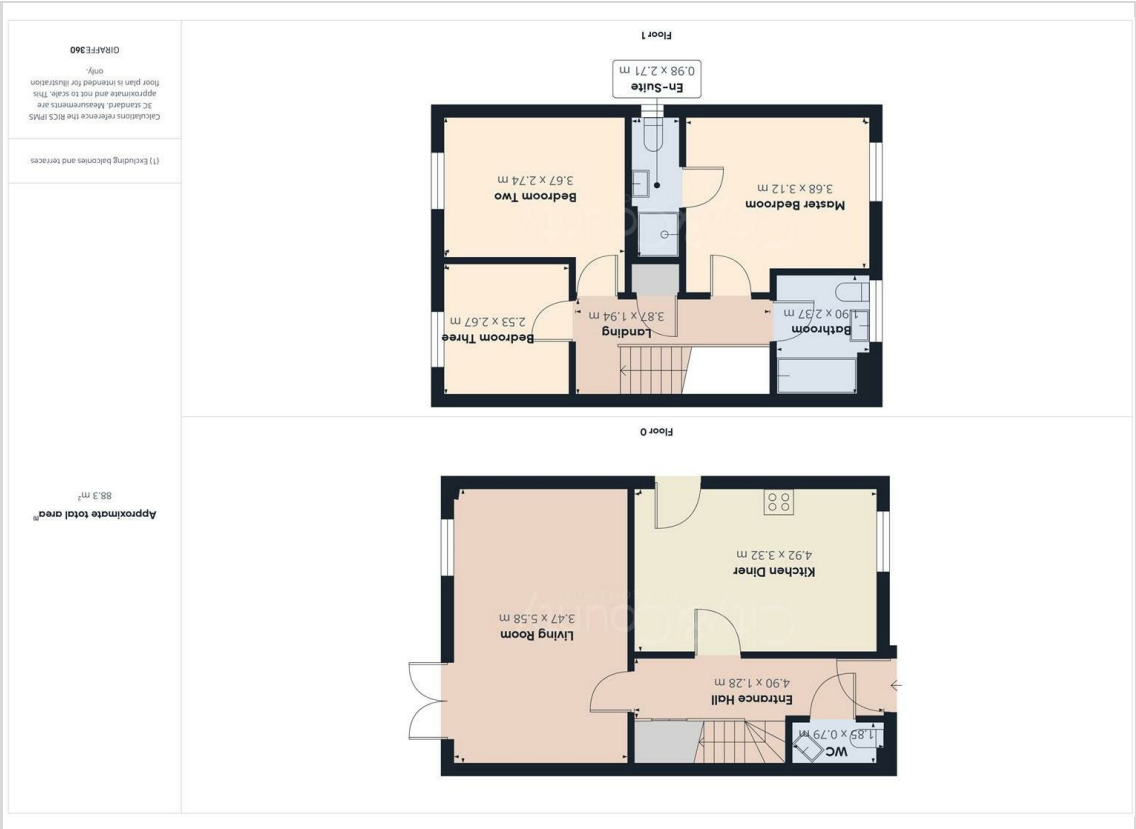 Floor 0
WC
1.85 x 0.79 m
Entrance Hall
4.90 x 1.28 m
Kitchen Diner
4.92 x 3.32 m
Living Room
3.47 x 5.58 m
Floor 1
Bathroom
1.90 x 2.37 m
Landing
3.87 x 1.94 m
Bedroom Three
2.53 x 2.67 m
Master Bedroom
3.68 x 3.12 m
Bedroom Two
3.67 x 2.74 m
En-Suite
0.98 x 2.71 m
Approximate total area(1)
88.3 m²
(1) Excluding balconies and terraces
Calculations reference the RICS IPMS
3C standard. Measurements are
approximate and not to scale. This
floor plan is intended for illustration
only.
GIRAFFE360